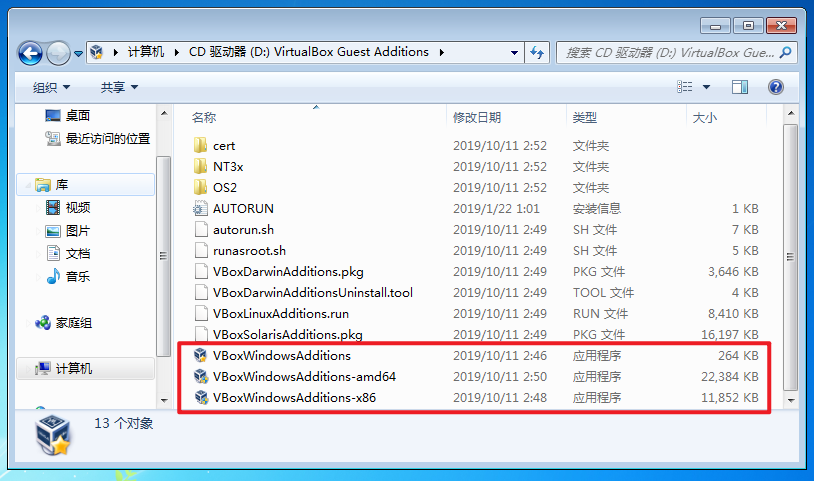 计算机 CD 驱动器 (D:) VirtualBox Guest Additions 搜索 CD 驱动器 (D:) VirtualBox Gue...
组织 共享
名称 修改日期 类型 大小
桌面
最近访问的位置
库
视频
图片
文档
音乐
家庭组
计算机
cert 2019/10/11 2:52 文件夹
NT3x 2019/10/11 2:52 文件夹
OS2 2019/10/11 2:52 文件夹
AUTORUN 2019/1/22 1:01 安装信息 1 KB
autorun.sh 2019/10/11 2:49 SH 文件 7 KB
runasroot.sh 2019/10/11 2:49 SH 文件 5 KB
VBoxDarwinAdditions.pkg 2019/10/11 2:49 PKG 文件 3,646 KB
VBoxDarwinAdditionsUninstall.tool 2019/10/11 2:49 TOOL 文件 4 KB
VBoxLinuxAdditions.run 2019/10/11 2:49 RUN 文件 8,410 KB
VBoxSolarisAdditions.pkg 2019/10/11 2:49 PKG 文件 16,197 KB
VBoxWindowsAdditions 2019/10/11 2:46 应用程序 264 KB
VBoxWindowsAdditions-amd64 2019/10/11 2:50 应用程序 22,384 KB
VBoxWindowsAdditions-x86 2019/10/11 2:48 应用程序 11,852 KB
13 个对象